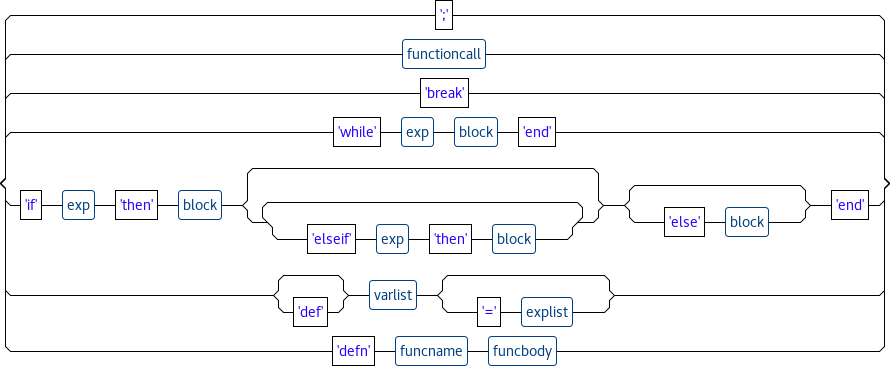 ';'
functioncall
'break'
'while' exp block 'end'
'if' exp 'then' block 'elseif' exp 'then' block 'else' block 'end'
'def' varlist '=' explist
'defn' funcname funcbody